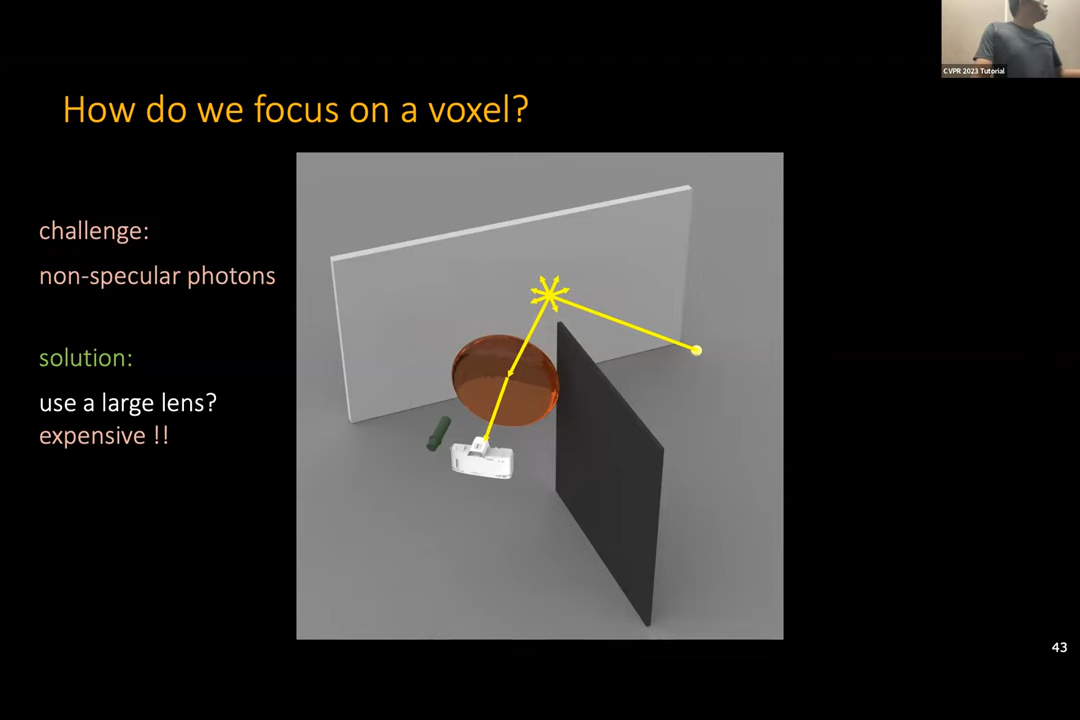 CVPR 2023 Tutorial
How do we focus on a voxel?
challenge:
non-specular photons
solution:
use a large lens?
expensive !!
43